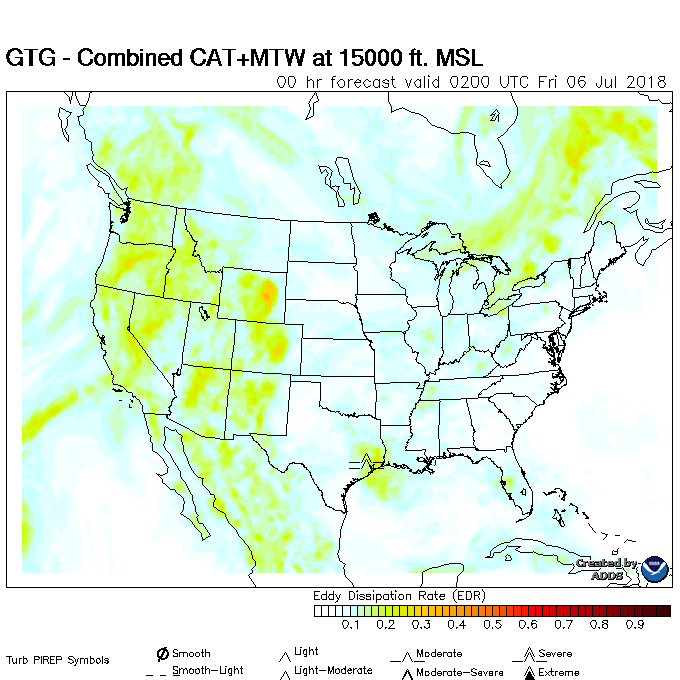 GTG - Combined CAT+MTW at 15000 ft. MSL
00 hr forecast valid 0200 UTC Fri 06 Jul 2018
Created by
ADDS
Eddy Dissipation Rate (EDR)
0.1 0.2 0.3 0.4 0.5 0.6 0.7 0.8 0.9
Turb PIREP Symbols
Smooth Light Moderate Severe
Smooth-Light Light-Moderate Moderate-Severe Extreme